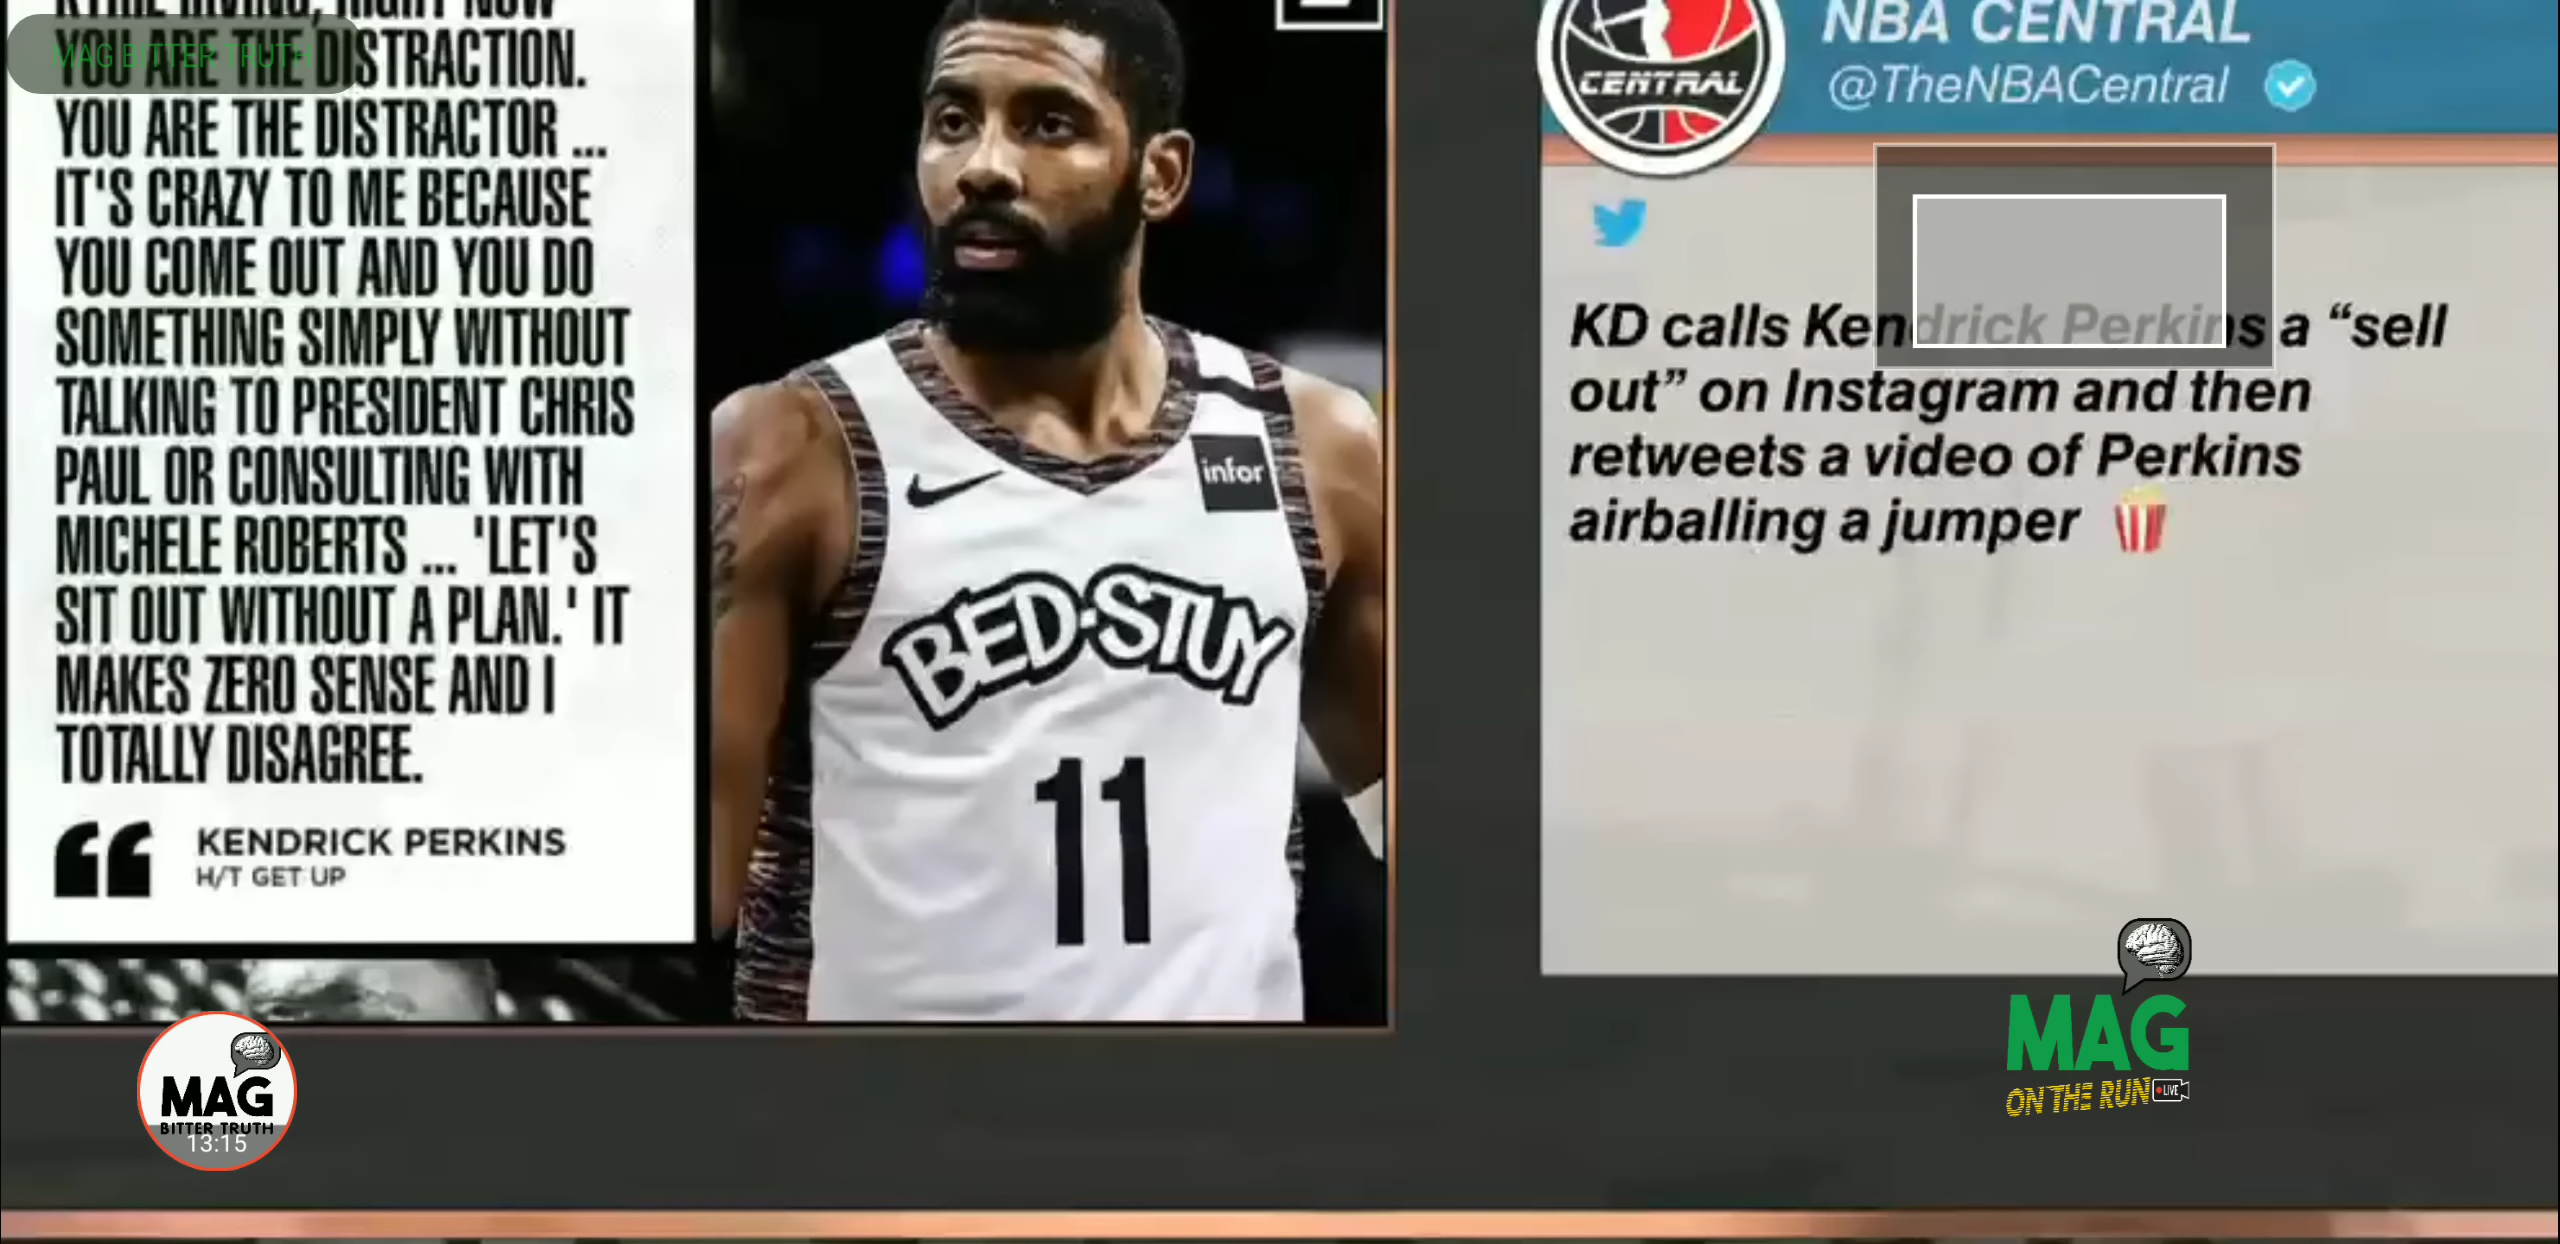 KYRIE IRVING, RIGHT NOW
YOU ARE THE DISTRACTION.
YOU ARE THE DISTRACTOR ...
IT'S CRAZY TO ME BECAUSE
YOU COME OUT AND YOU DO
SOMETHING SIMPLY WITHOUT
TALKING TO PRESIDENT CHRIS
PAUL OR CONSULTING WITH
MICHELE ROBERTS ... 'LET'S
SIT OUT WITHOUT A PLAN.' IT
MAKES ZERO SENSE AND I
TOTALLY DISAGREE.
KENDRICK PERKINS
H/T GET UP
MAG BITTER TRUTH
infor
BED-STUY
11
CENTRAL
NBA CENTRAL
@TheNBACentral
KD calls Kendrick Perkins a “sell
out” on Instagram and then
retweets a video of Perkins
airballing a jumper 🍿
MAG
BITTER TRUTH
13:15
MAG
ON THE RUN
LIVE